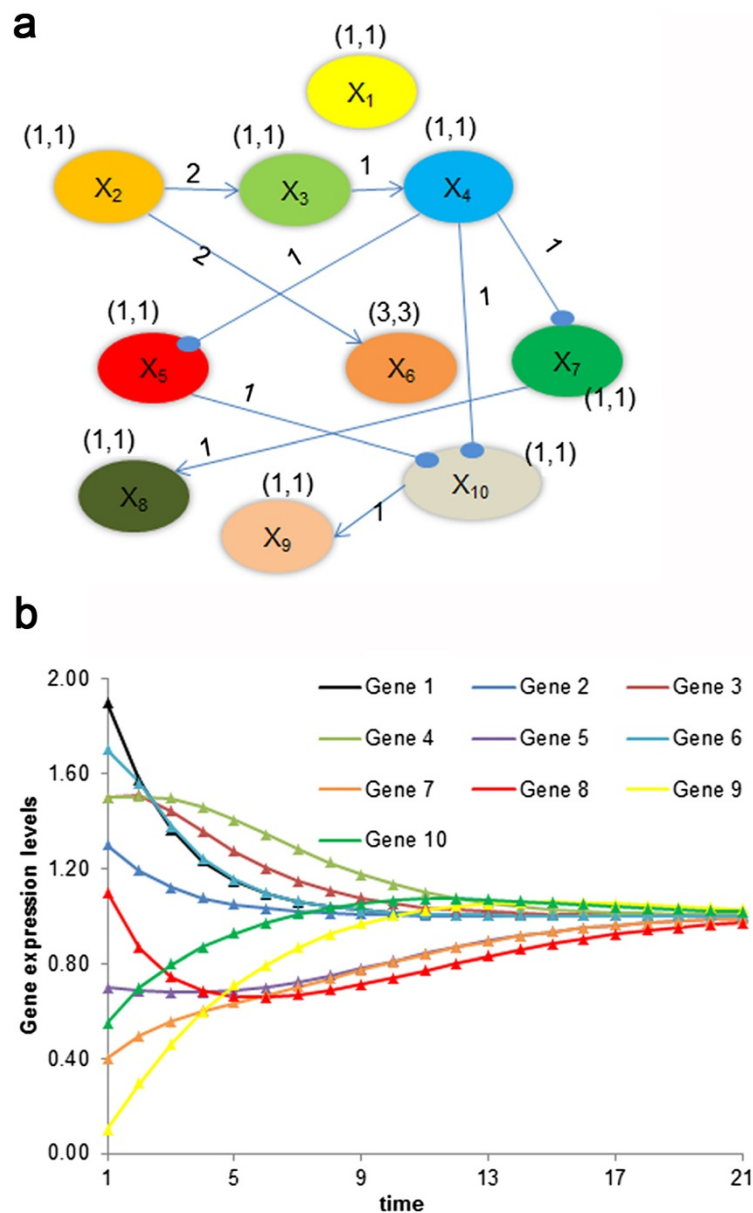 a
(1,1)
X1
(1,1) (1,1) (1,1)
X2 2 X3 1 X4
2 1 1 1
(1,1) (3,3)
X5 X6 X7
(1,1)
1 1
(1,1) (1,1) (1,1)
X8 X9 X10
1
b
Gene expression levels
2.00
1.60
1.20
0.80
0.40
0.00
Gene 1 Gene 2 Gene 3
Gene 4 Gene 5 Gene 6
Gene 7 Gene 8 Gene 9
Gene 10
1 5 9 13 17 21
time